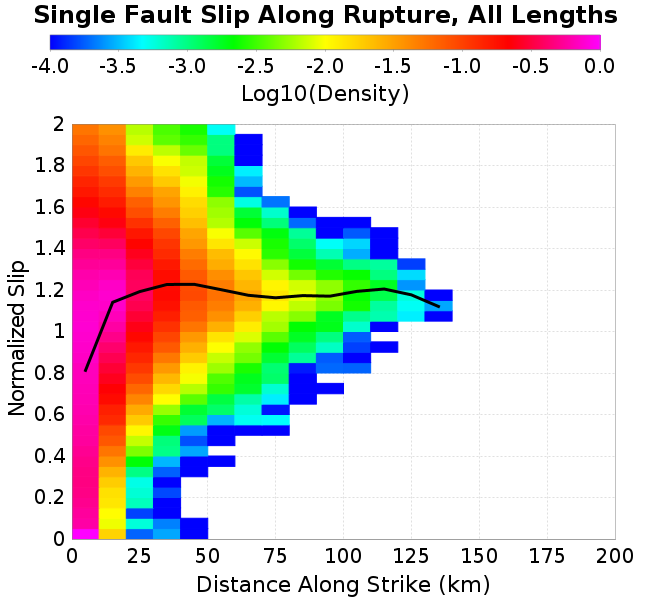 Single Fault Slip Along Rupture, All Lengths
-4.0 -3.5 -3.0 -2.5 -2.0 -1.5 -1.0 -0.5 0.0
Log10(Density)
2
1.8
1.6
1.4
1.2
1
0.8
0.6
0.4
0.2
0
Normalized Slip
0 25 50 75 100 125 150 175 200
Distance Along Strike (km)